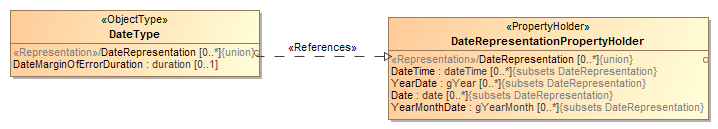 «ObjectType»
DateType
«Representation»/DateRepresentation [0..*]{union}
DateMarginOfErrorDuration : duration [0..1]
«References»
«PropertyHolder»
DateRepresentationPropertyHolder
«Representation»/DateRepresentation [0..*]{union}
DateTime : dateTime [0..*]{subsets DateRepresentation}
YearDate : gYear [0..*]{subsets DateRepresentation}
Date : date [0..*]{subsets DateRepresentation}
YearMonthDate : gYearMonth [0..*]{subsets DateRepresentation}